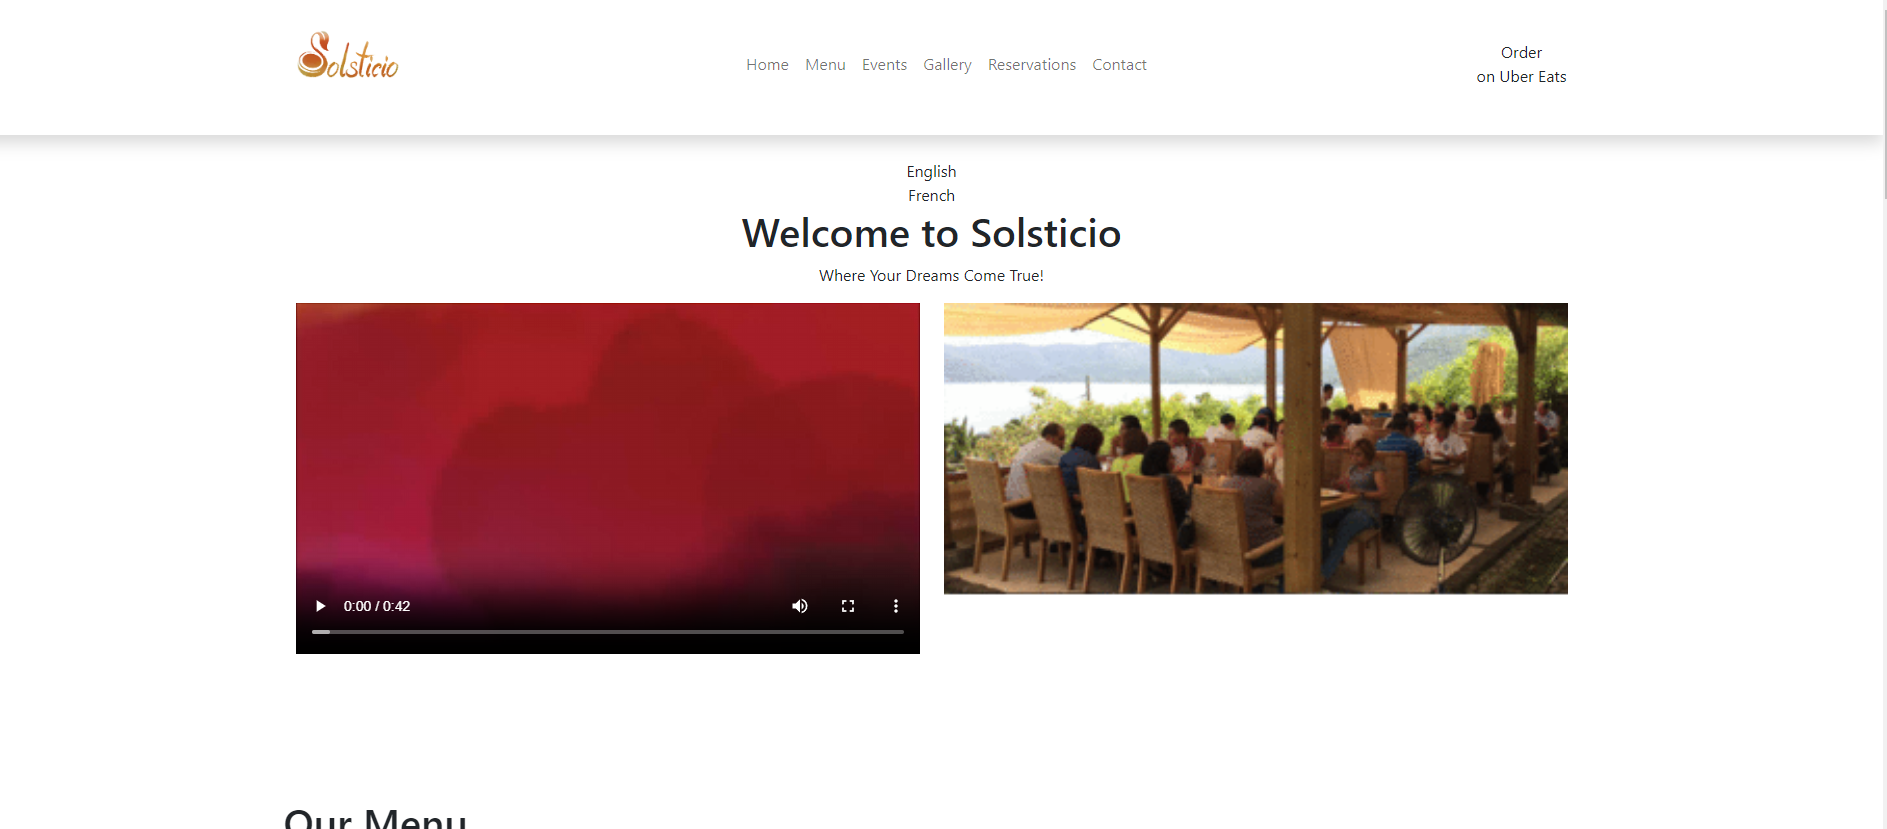 Solsticio
Home Menu Events Gallery Reservations Contact
Order
on Uber Eats
English
French
Welcome to Solsticio
Where Your Dreams Come True!
0:00 / 0:42
Our Menu